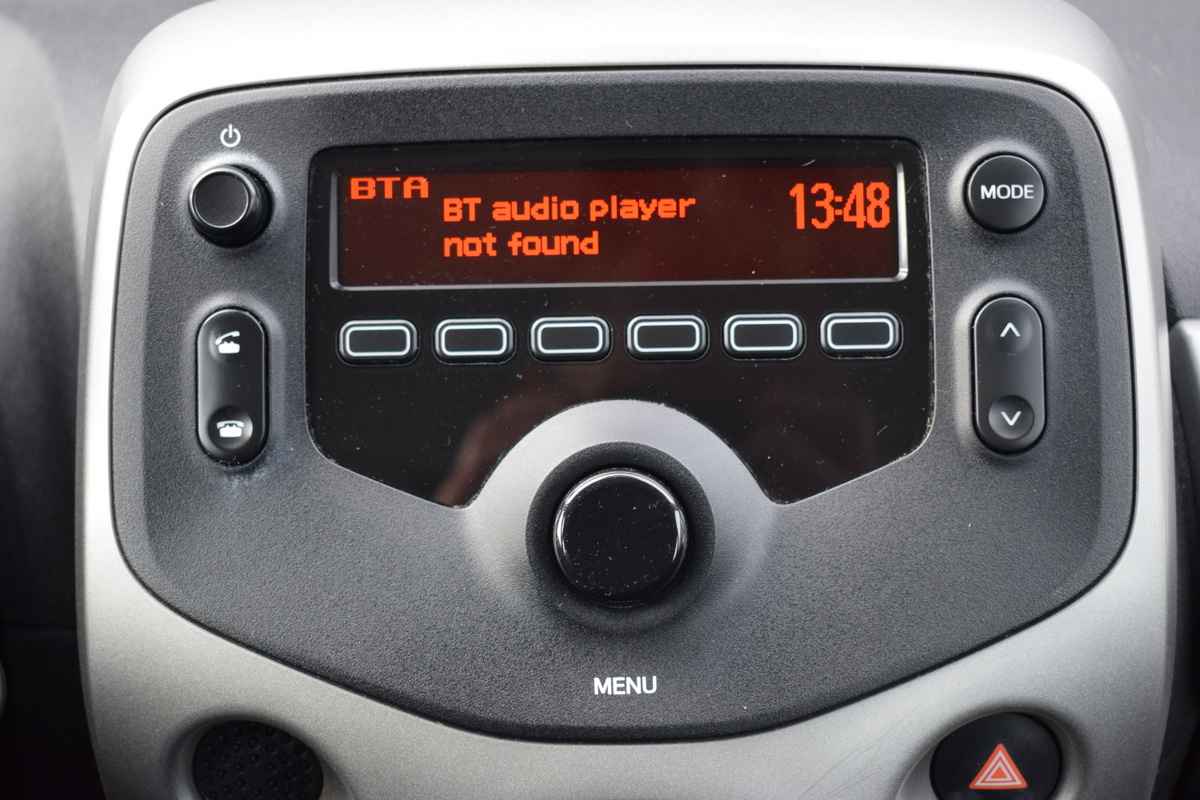 BTA
BT audio player
not found
13:48
MODE
MENU